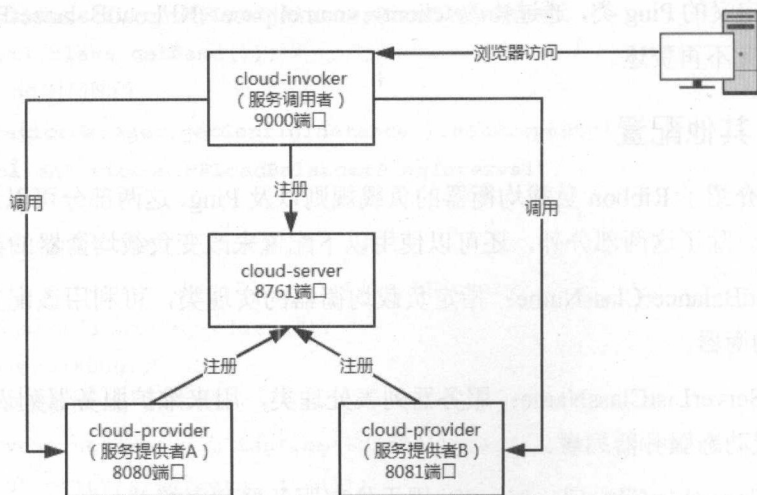 浏览器访问
cloud-invoker
（服务调用者）
9000端口
调用
注册
调用
cloud-server
8761端口
注册
注册
cloud-provider
（服务提供者A）
8080端口
cloud-provider
（服务提供者B）
8081端口